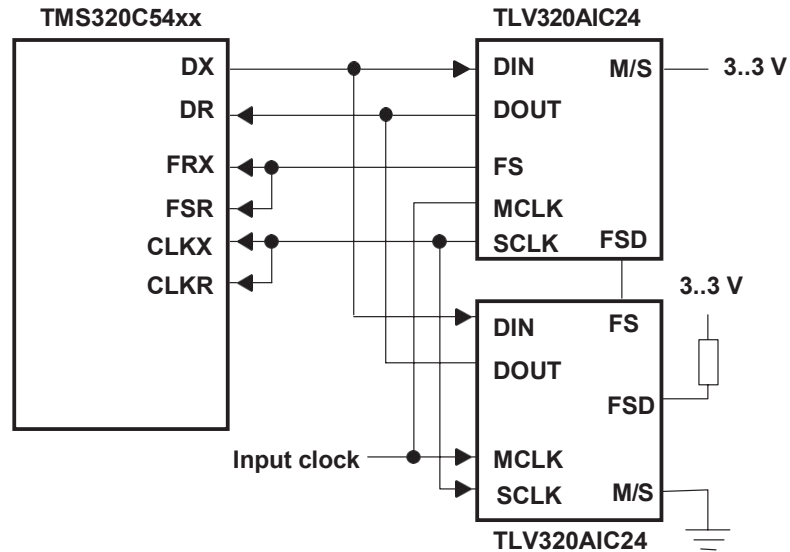 TMS320C54xx
TLV320AIC24
DX
DIN
M/S
3..3 V
DR
DOUT
FRX
FS
FSR
MCLK
CLKX
SCLK
FSD
CLKR
3..3 V
DIN
FS
DOUT
FSD
Input clock
MCLK
SCLK
M/S
TLV320AIC24